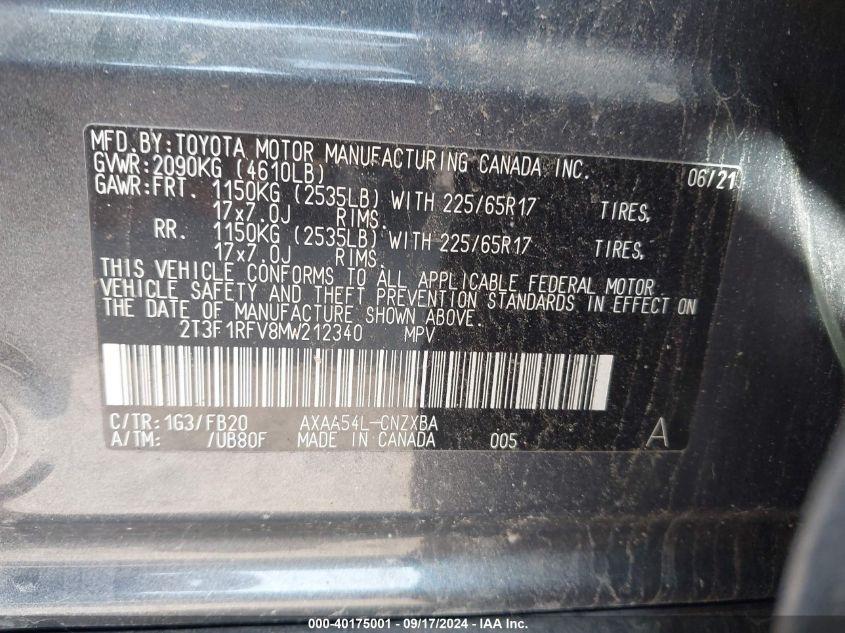 MFD.BY:TOYOTA MOTOR MANUFACTURING CANADA INC. 06/21
GVWR:2090KG (4610LB)
GAWR:FRT. 1150KG (2535LB) WITH 225/65R17 TIRES,
17x7.0J RIMS.
RR. 1150KG (2535LB) WITH 225/65R17 TIRES,
17x7.0J RIMS.
THIS VEHICLE CONFORMS TO ALL APPLICABLE FEDERAL MOTOR
VEHICLE SAFETY AND THEFT PREVENTION STANDARDS IN EFFECT ON
THE DATE OF MANUFACTURE SHOWN ABOVE.
2T3F1RFV8MW212340 MPV
C/TR:1G3/FB20 AXAA54L-CNZXBA
A/TM: /UB80F MADE IN CANADA 005 A
000-40175001 - 09/17/2024 - IAA Inc.